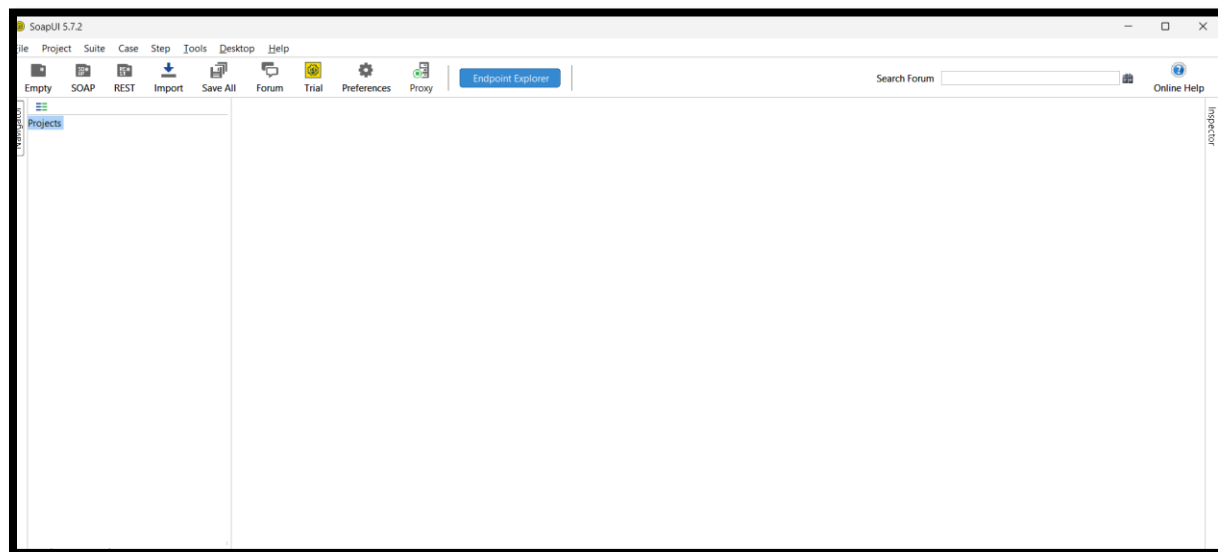 SoapUI 5.7.2
File Project Suite Case Step Tools Desktop Help
Empty SOAP REST Import Save All Forum Trial Preferences Proxy Endpoint Explorer Search Forum Online Help
Navigator
Projects
Inspector